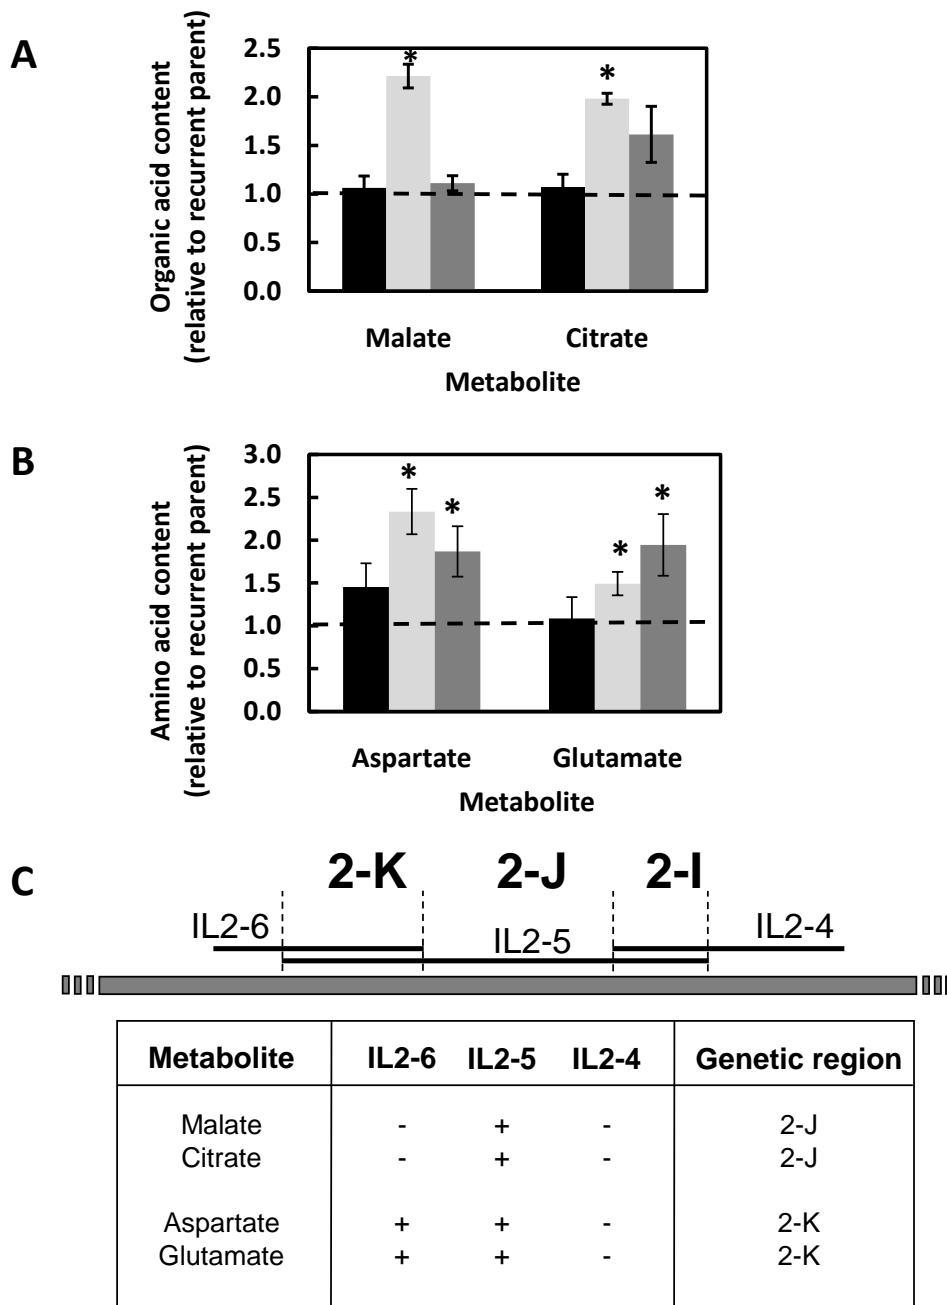 A
Organic acid content
(relative to recurrent parent)
2.5
2.0
1.5
1.0
0.5
0.0
*
*
Malate Citrate
Metabolite
B
Amino acid content
(relative to recurrent parent)
3.0
2.5
2.0
1.5
1.0
0.5
0.0
*
*
*
*
Aspartate Glutamate
Metabolite
C
2-K 2-J 2-I
IL2-6 IL2-5 IL2-4
Metabolite IL2-6 IL2-5 IL2-4 Genetic region
Malate - + - 2-J
Citrate - + - 2-J
Aspartate + + - 2-K
Glutamate + + - 2-K